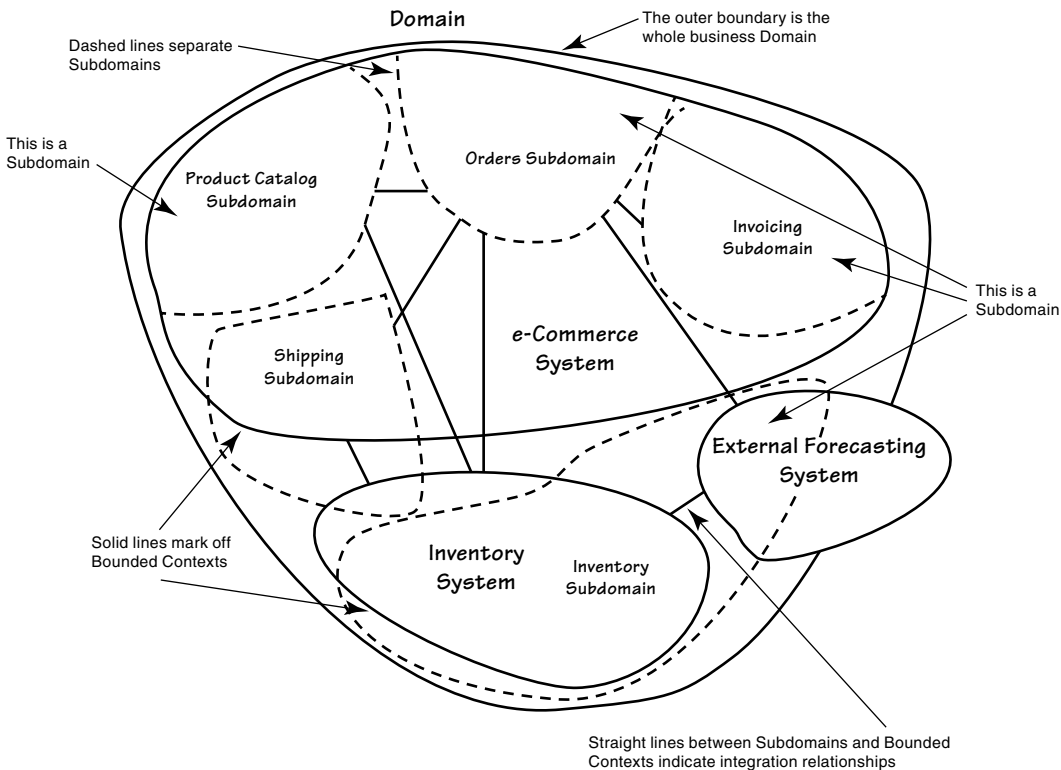 Domain
The outer boundary is the
whole business Domain
Dashed lines separate
Subdomains
This is a
Subdomain
Product Catalog
Subdomain
Orders Subdomain
Invoicing
Subdomain
This is a
Subdomain
e-Commerce
System
Shipping
Subdomain
External Forecasting
System
Solid lines mark off
Bounded Contexts
Inventory
System
Inventory
Subdomain
Straight lines between Subdomains and Bounded
Contexts indicate integration relationships